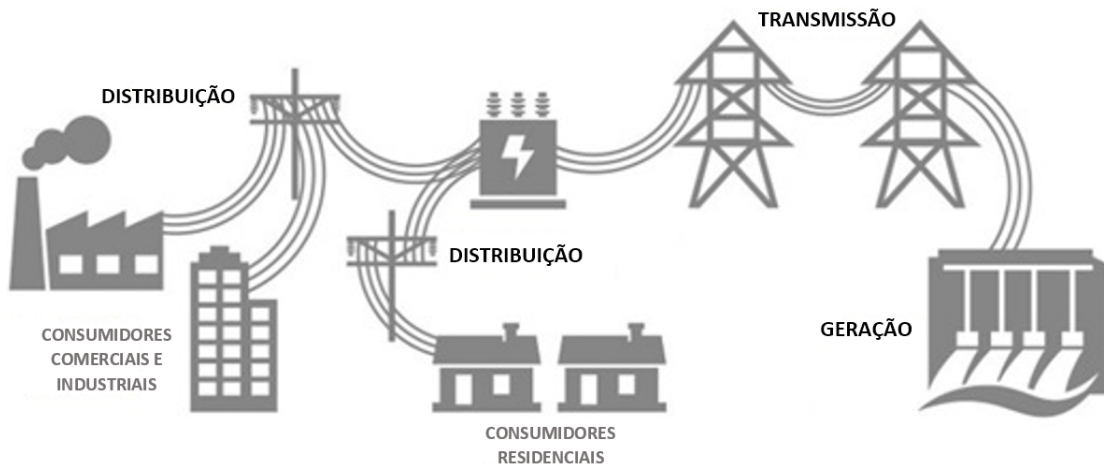 TRANSMISSÃO
DISTRIBUIÇÃO
DISTRIBUIÇÃO
GERAÇÃO
CONSUMIDORES
COMERCIAIS E
INDUSTRIAIS
CONSUMIDORES
RESIDENCIAIS